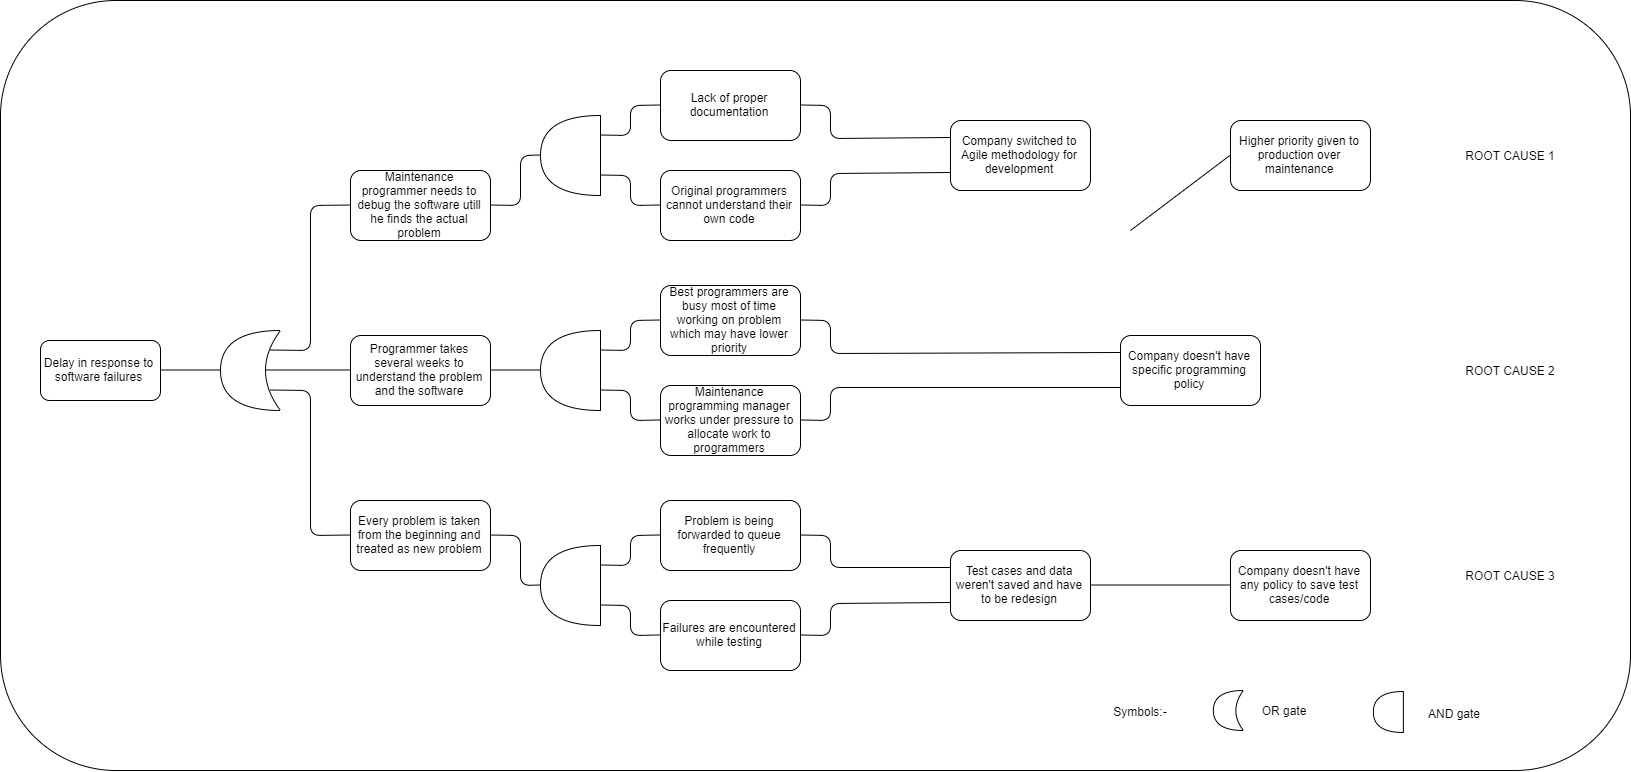 Lack of proper
documentation
Company switched to
Agile methodology for
development
Higher priority given to
production over
maintenance
ROOT CAUSE 1
Maintenance
programmer needs to
debug the software utill
he finds the actual
problem
Original programmers
cannot understand their
own code
Best programmers are
busy most of time
working on problem
which may have lower
priority
Delay in response to
software failures
Programmer takes
several weeks to
understand the problem
and the software
Company doesn't have
specific programming
policy
ROOT CAUSE 2
Maintenance
programming manager
works under pressure to
allocate work to
programmers
Every problem is taken
from the beginning and
treated as new problem
Problem is being
forwarded to queue
frequently
Test cases and data
weren't saved and have
to be redesign
Company doesn't have
any policy to save test
cases/code
ROOT CAUSE 3
Failures are encountered
while testing
Symbols:-
OR gate
AND gate